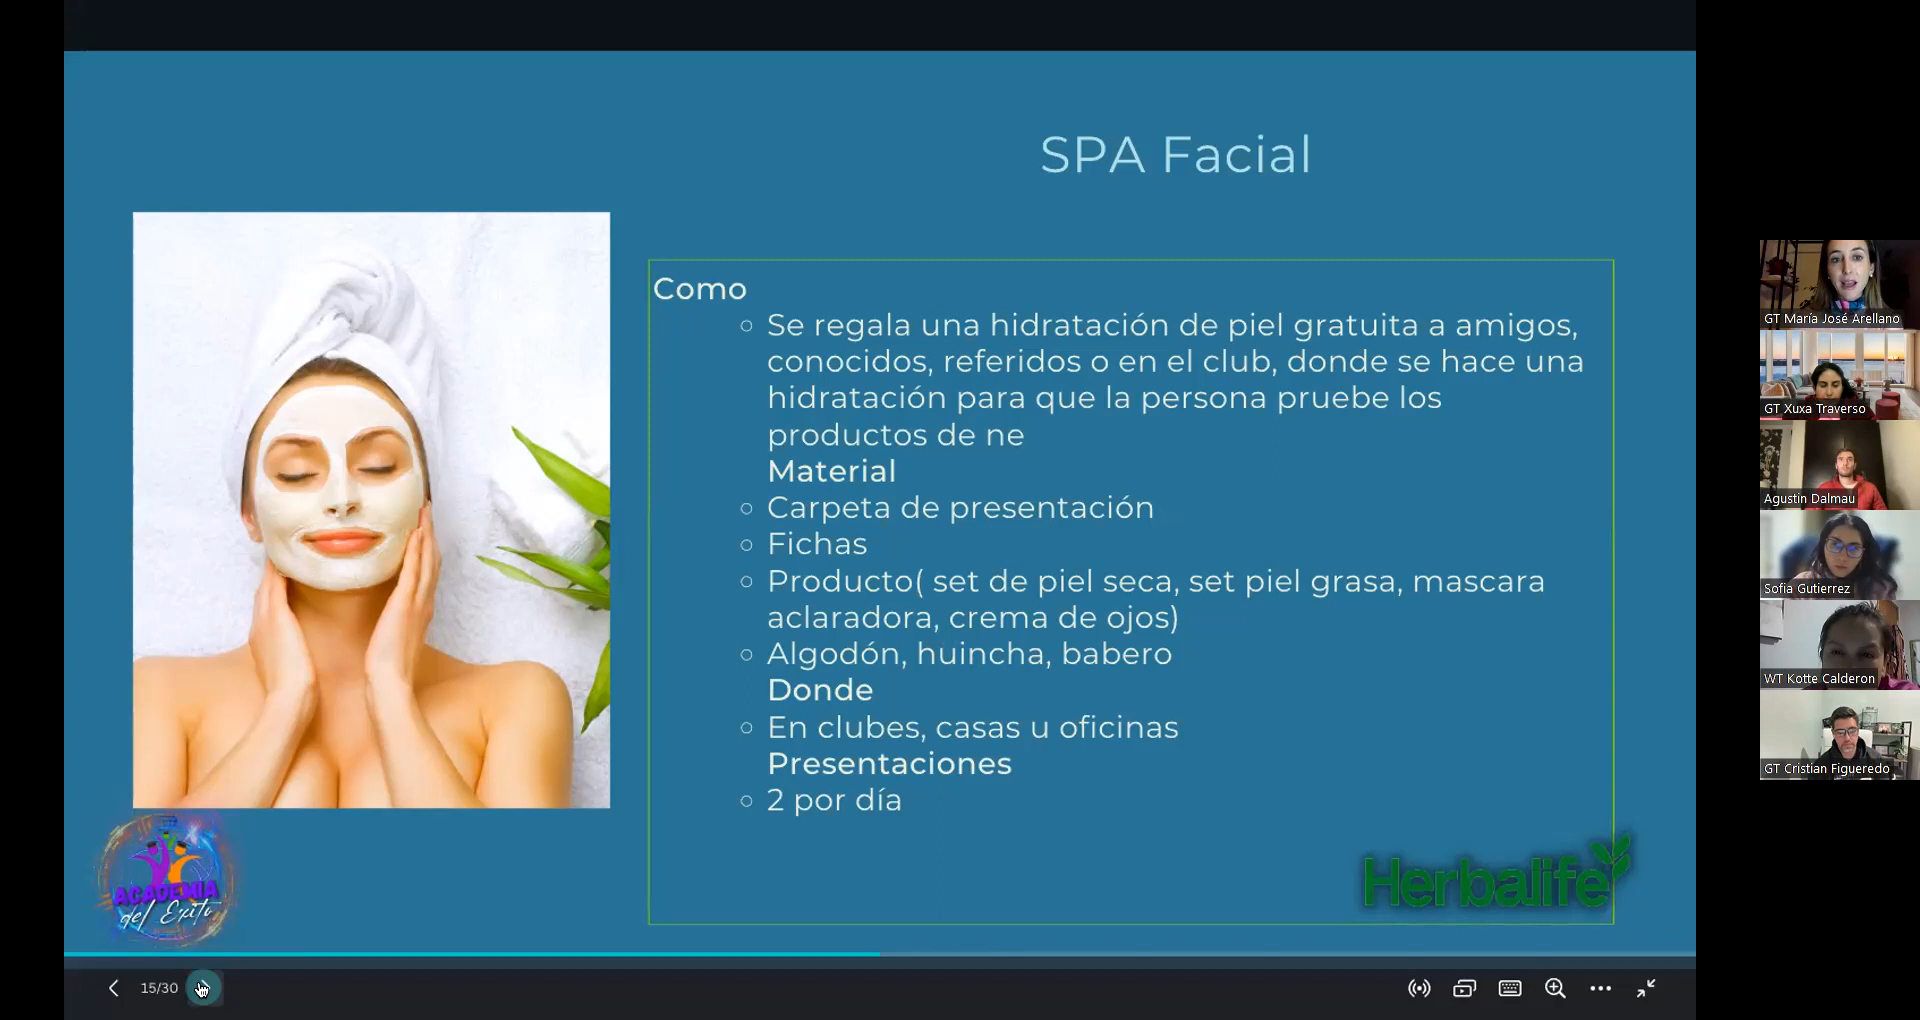 SPA Facial
Como
Se regala una hidratación de piel gratuita a amigos,
conocidos, referidos o en el club, donde se hace una
hidratación para que la persona pruebe los
productos de ne
Material
Carpeta de presentación
Fichas
Producto( set de piel seca, set piel grasa, mascara
aclaradora, crema de ojos)
Algodón, huincha, babero
Donde
En clubes, casas u oficinas
Presentaciones
2 por día
ACADEMIA
del Exito
Herbalife
15/30
GT María José Arellano
GT Xuxa Traverso
Agustin Dalmau
Sofia Gutierrez
WT Kotte Calderon
GT Cristian Figueredo